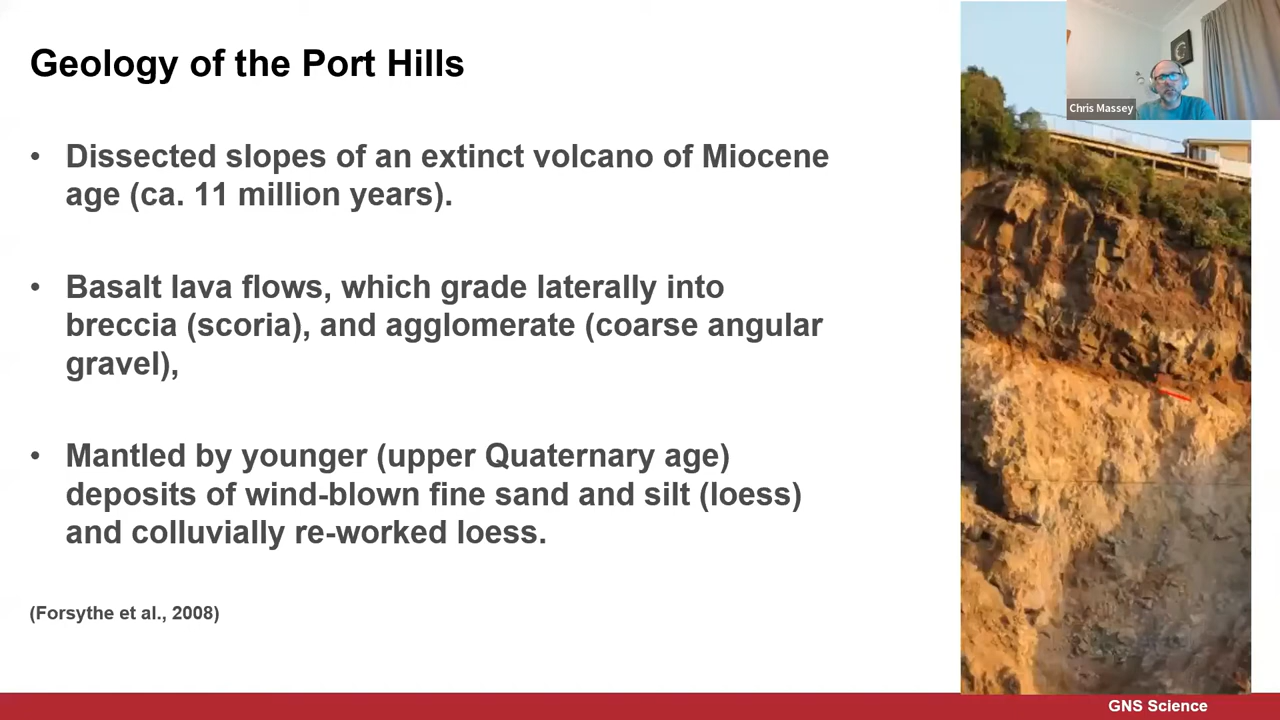 Geology of the Port Hills
Chris Massey
• Dissected slopes of an extinct volcano of Miocene
age (ca. 11 million years).
• Basalt lava flows, which grade laterally into
breccia (scoria), and agglomerate (coarse angular
gravel),
• Mantled by younger (upper Quaternary age)
deposits of wind-blown fine sand and silt (loess)
and colluvially re-worked loess.
(Forsythe et al., 2008)
GNS Science